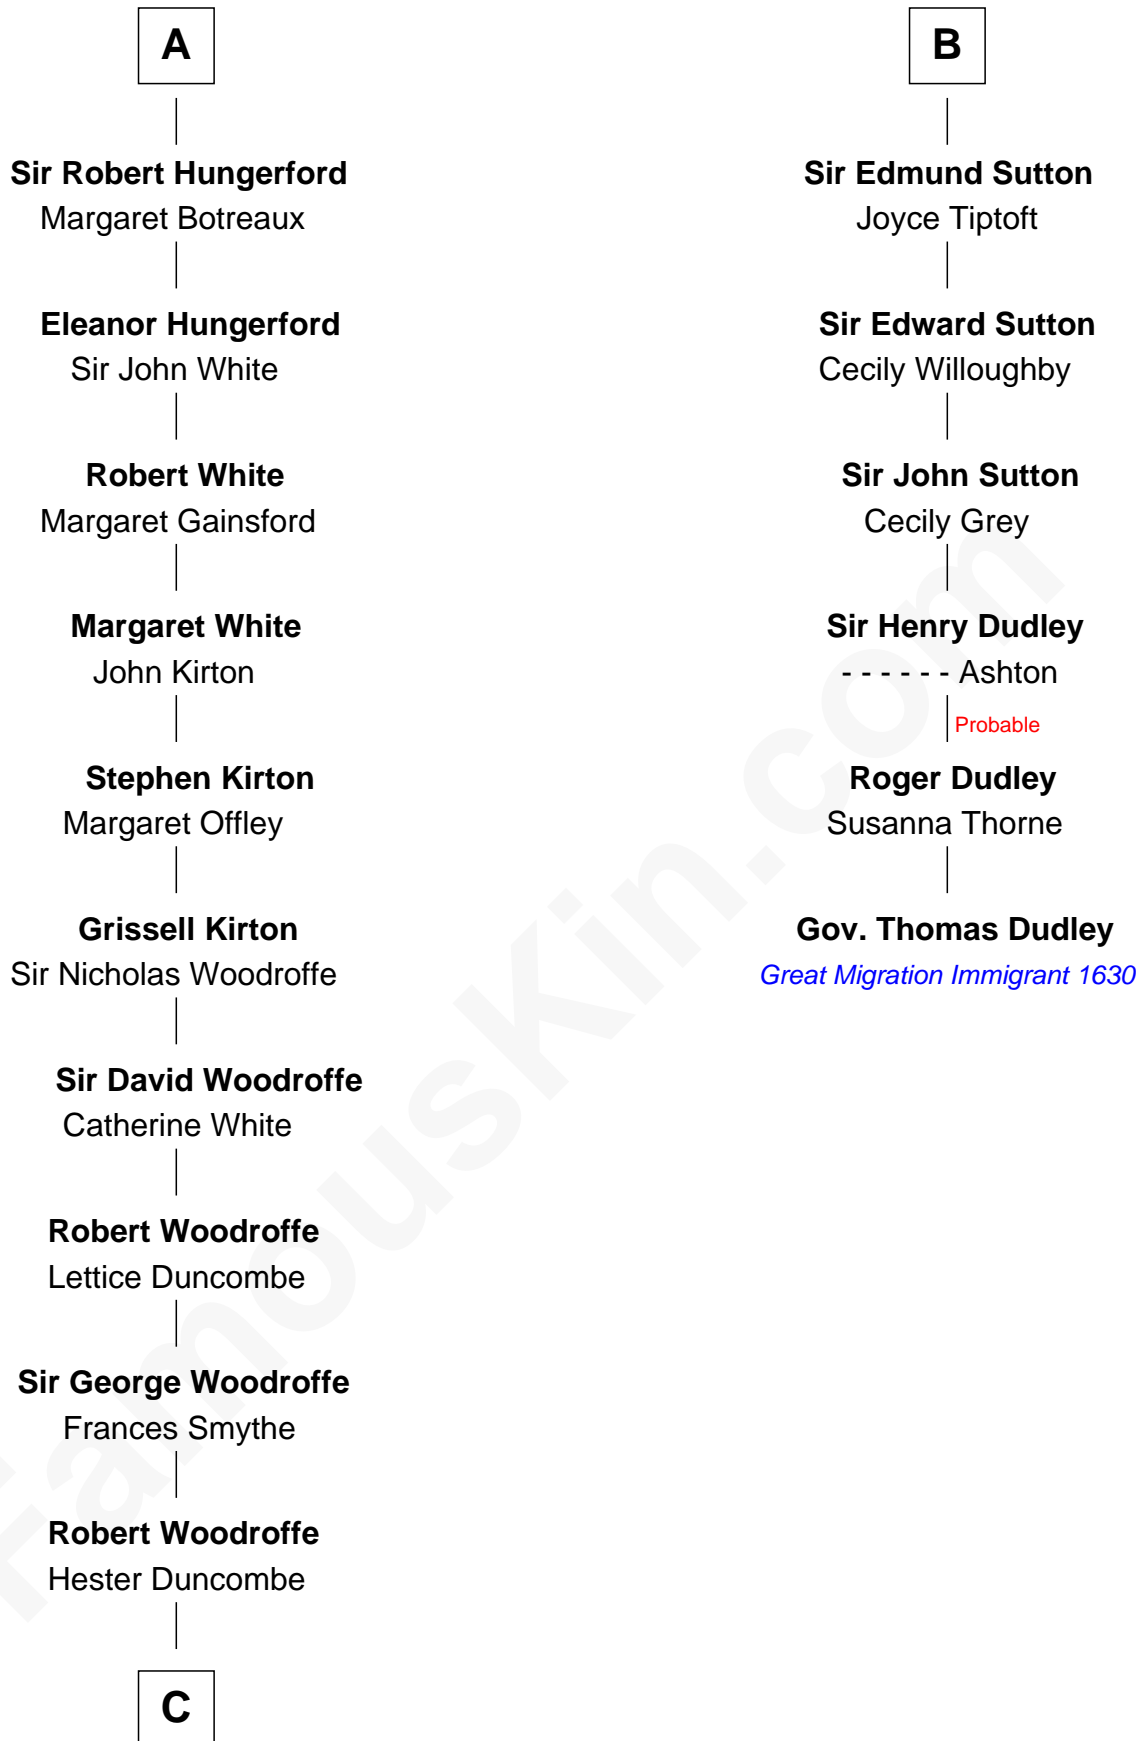 A
Sir Robert Hungerford
Margaret Botreaux
Eleanor Hungerford
Sir John White
Robert White
Margaret Gainsford
Margaret White
John Kirton
Stephen Kirton
Margaret Offley
Grissell Kirton
Sir Nicholas Woodroffe
Sir David Woodroffe
Catherine White
Robert Woodroffe
Lettice Duncombe
Sir George Woodroffe
Frances Smythe
Robert Woodroffe
Hester Duncombe
C
B
Sir Edmund Sutton
Joyce Tiptoft
Sir Edward Sutton
Cecily Willoughby
Sir John Sutton
Cecily Grey
Sir Henry Dudley
- - - - - - Ashton
Probable
Roger Dudley
Susanna Thorne
Gov. Thomas Dudley
Great Migration Immigrant 1630
FamousKin.com